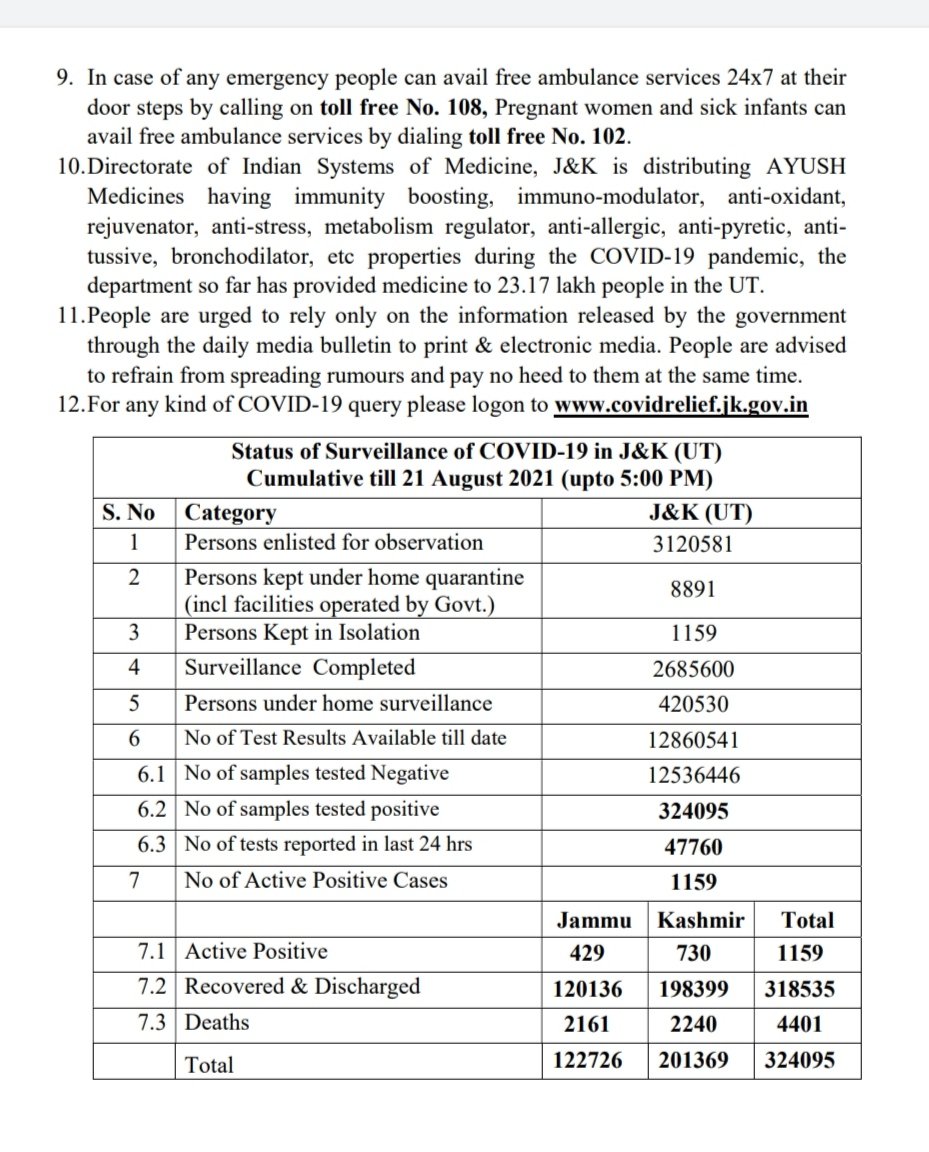 9. In case of any emergency people can avail free ambulance services 24x7 at their
door steps by calling on toll free No. 108, Pregnant women and sick infants can
avail free ambulance services by dialing toll free No. 102.
10.Directorate of Indian Systems of Medicine, J&K is distributing AYUSH
Medicines having immunity boosting, immuno-modulator, anti-oxidant,
rejuvenator, anti-stress, metabolism regulator, anti-allergic, anti-pyretic, anti-
tussive, bronchodilator, etc properties during the COVID-19 pandemic, the
department so far has provided medicine to 23.17 lakh people in the UT.
11.People are urged to rely only on the information released by the government
through the daily media bulletin to print & electronic media. People are advised
to refrain from spreading rumours and pay no heed to them at the same time.
12.For any kind of COVID-19 query please logon to www.covidrelief.jk.gov.in
Status of Surveillance of COVID-19 in J&K (UT)
Cumulative till 21 August 2021 (upto 5:00 PM)
S. No Category J&K (UT)
1 Persons enlisted for observation 3120581
2 Persons kept under home quarantine
(incl facilities operated by Govt.) 8891
3 Persons Kept in Isolation 1159
4 Surveillance Completed 2685600
5 Persons under home surveillance 420530
6 No of Test Results Available till date 12860541
6.1 No of samples tested Negative 12536446
6.2 No of samples tested positive 324095
6.3 No of tests reported in last 24 hrs 47760
7 No of Active Positive Cases 1159
Jammu Kashmir Total
7.1 Active Positive 429 730 1159
7.2 Recovered & Discharged 120136 198399 318535
7.3 Deaths 2161 2240 4401
Total 122726 201369 324095